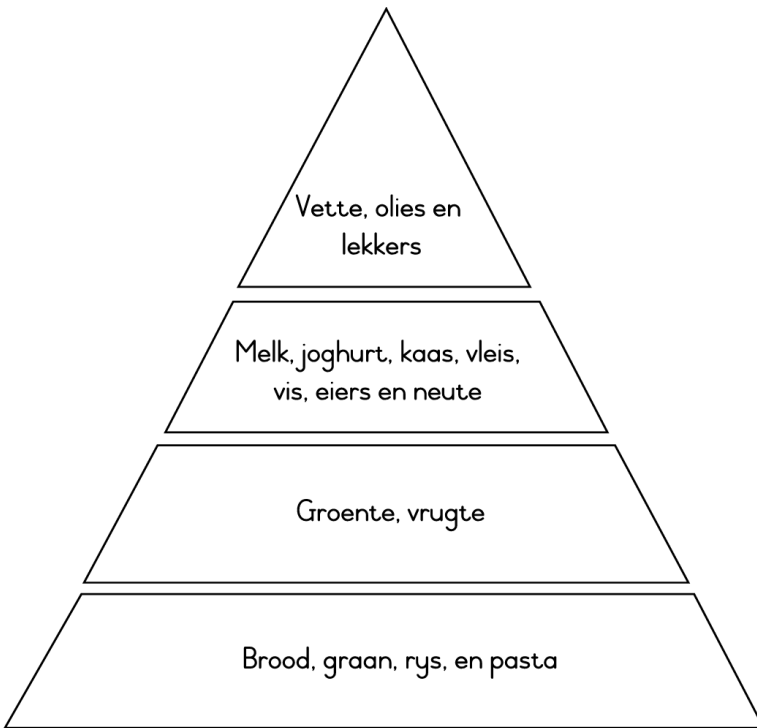 Vette, olies en
lekkers
Melk, joghurt, kaas, vleis,
vis, eiers en neute
Groente, vrugte
Brood, graan, rys, en pasta